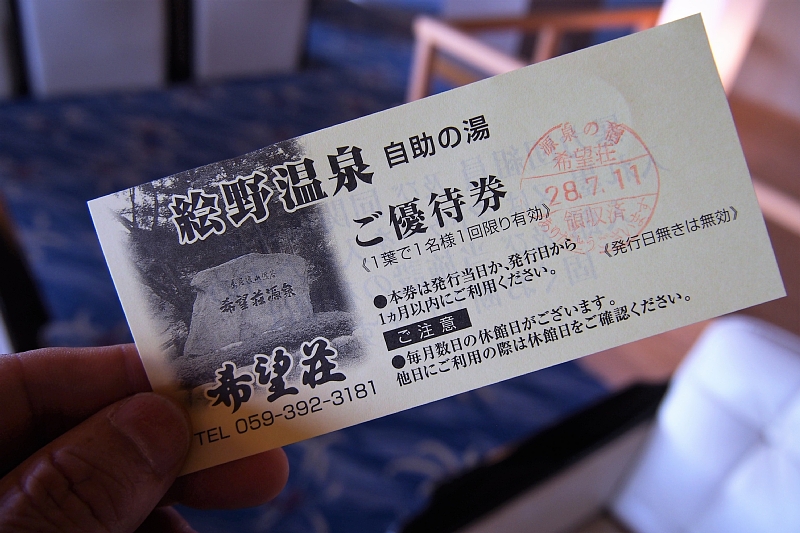 絵野温泉 自助の湯
ご優待券
《1葉で1名様1回限り有効》
《発行日無きは無効》
●本券は発行当日か、発行日から
1ヵ月以内にご利用ください。
ご注意
●毎月数日の休館日がございます。
他日にご利用の際は休館日をご確認ください。
希望荘源泉
希望荘
TEL 059-392-3181
源泉の宿
希望荘
28.7.11
領収済